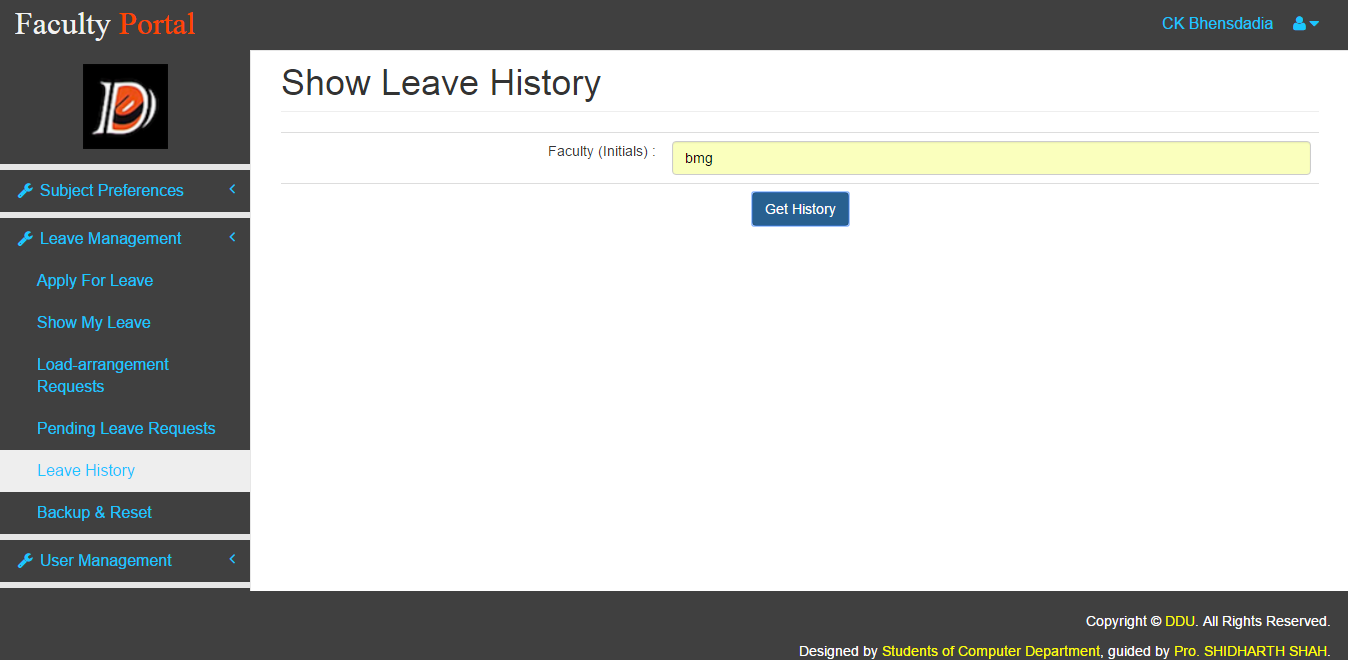 Faculty Portal
CK Bhensdadia
Subject Preferences
Leave Management
Apply For Leave
Show My Leave
Load-arrangement
Requests
Pending Leave Requests
Leave History
Backup & Reset
User Management
Show Leave History
Faculty (Initials) :
bmg
Get History
Copyright © DDU. All Rights Reserved.
Designed by Students of Computer Department, guided by Pro. SHIDHARTH SHAH.